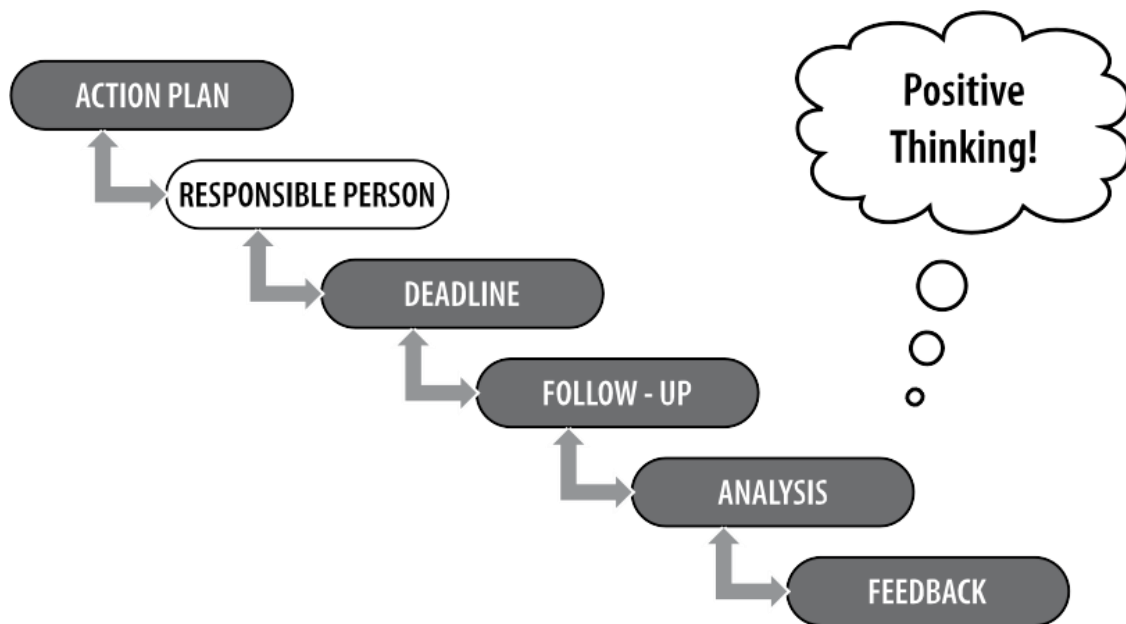 ACTION PLAN
Positive
Thinking!
RESPONSIBLE PERSON
DEADLINE
FOLLOW - UP
ANALYSIS
FEEDBACK